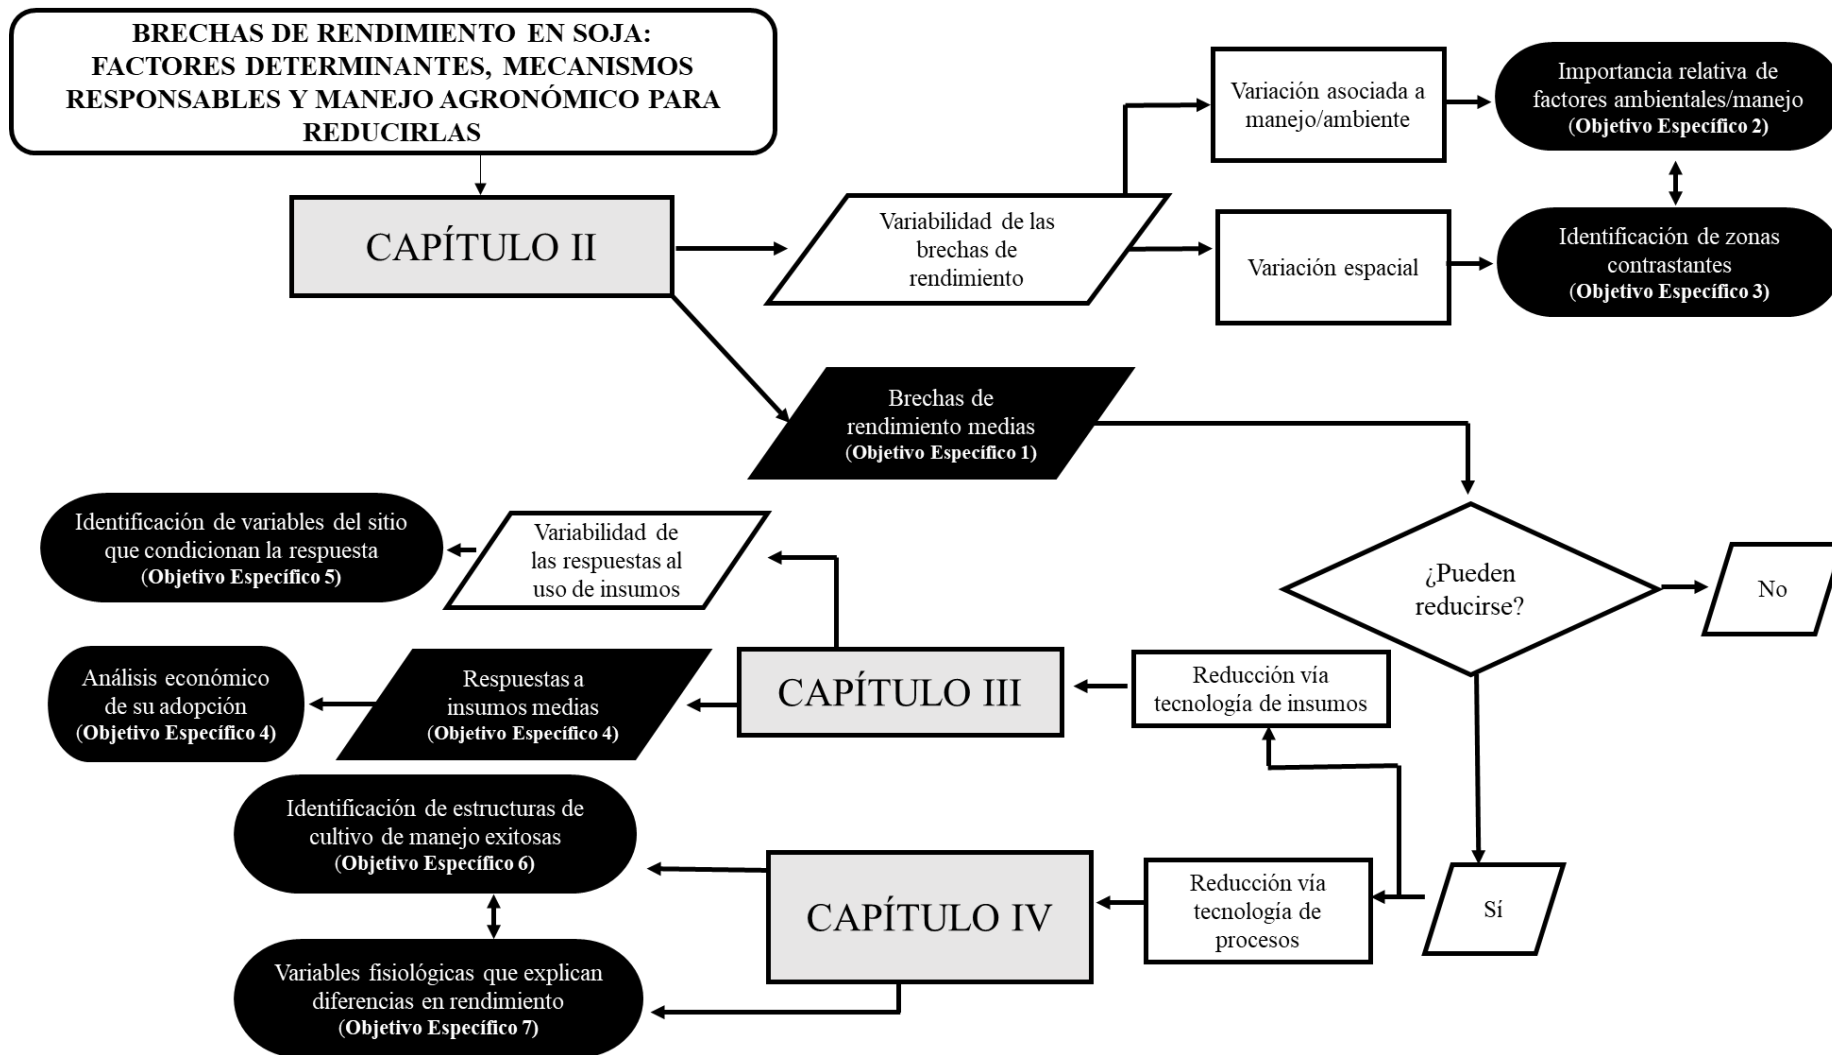 BRECHAS DE RENDIMIENTO EN SOJA:
FACTORES DETERMINANTES, MECANISMOS
RESPONSABLES Y MANEJO AGRONÓMICO PARA
REDUCIRLAS
CAPÍTULO II
Variabilidad de las
brechas de
rendimiento
Variación asociada a
manejo/ambiente
Importancia relativa de
factores ambientales/manejo
(Objetivo Específico 2)
Variación espacial
Identificación de zonas
contrastantes
(Objetivo Específico 3)
Brechas de
rendimiento medias
(Objetivo Específico 1)
¿Pueden
reducirse?
No
Sí
Reducción vía
tecnología de insumos
CAPÍTULO III
Variabilidad de
las respuestas al
uso de insumos
Identificación de variables del sitio
que condicionan la respuesta
(Objetivo Específico 5)
Respuestas a
insumos medias
(Objetivo Específico 4)
Análisis económico
de su adopción
(Objetivo Específico 4)
Reducción vía
tecnología de
procesos
CAPÍTULO IV
Identificación de estructuras de
cultivo de manejo exitosas
(Objetivo Específico 6)
Variables fisiológicas que explican
diferencias en rendimiento
(Objetivo Específico 7)